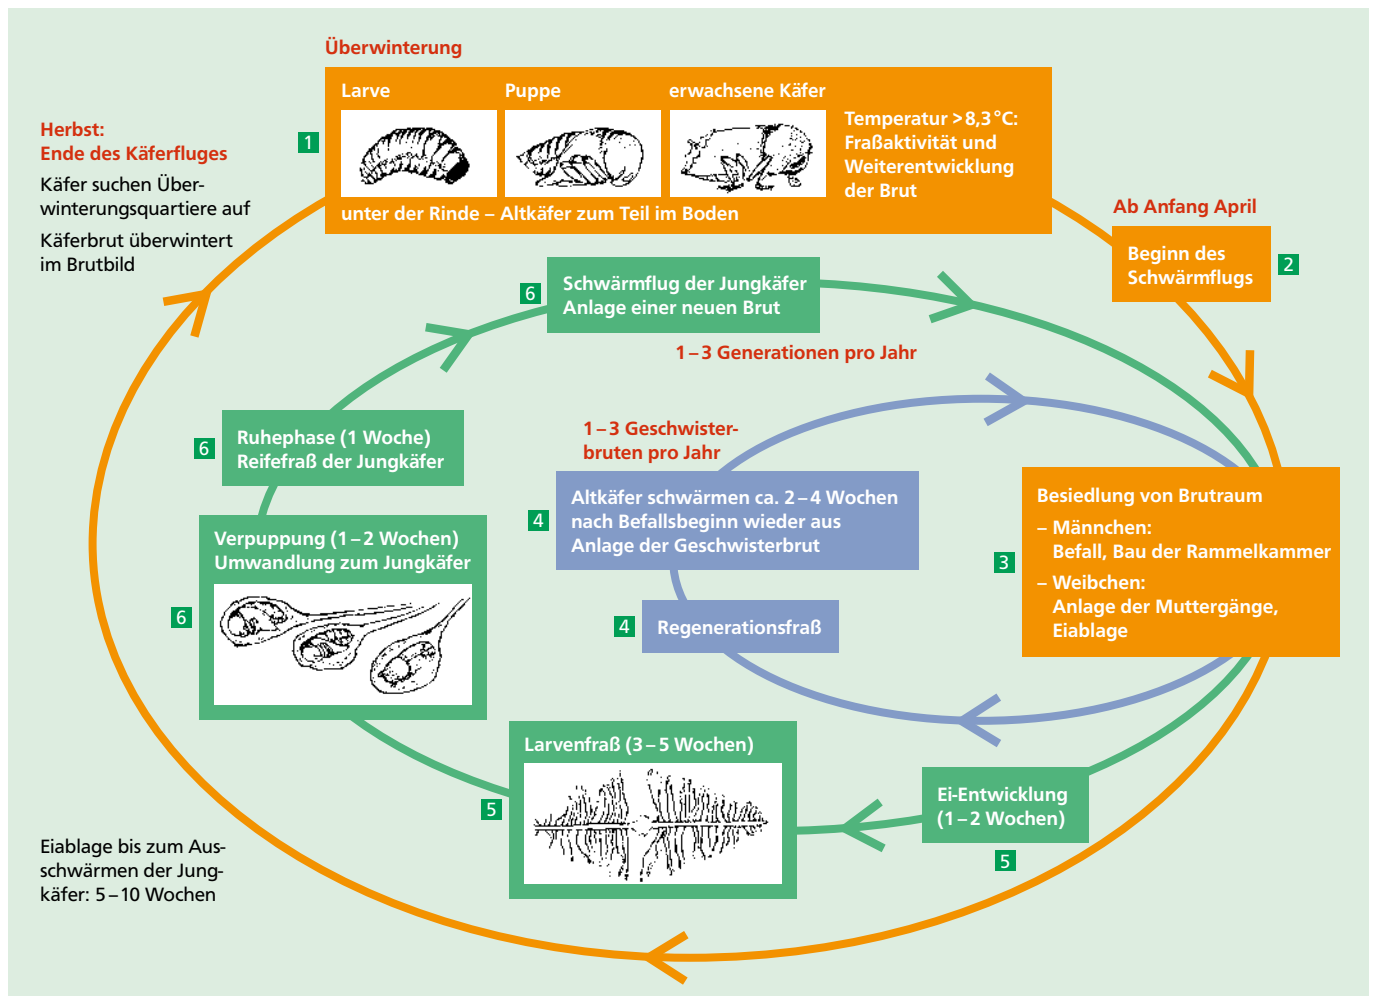 Überwinterung
Larve
Puppe
erwachsene Käfer
Temperatur >8,3 °C:
Fraßaktivität und
Weiterentwicklung
der Brut
unter der Rinde – Altkäfer zum Teil im Boden
1
Herbst:
Ende des Käferfluges
Käfer suchen Über-
winterungsquartiere auf
Käferbrut überwintert
im Brutbild
Ab Anfang April
Beginn des
Schwärmflugs
2
6
Schwärmflug der Jungkäfer
Anlage einer neuen Brut
1–3 Generationen pro Jahr
6
Ruhephase (1 Woche)
Reifefraß der Jungkäfer
1–3 Geschwister-
bruten pro Jahr
4
Altkäfer schwärmen ca. 2–4 Wochen
nach Befallsbeginn wieder aus
Anlage der Geschwisterbrut
3
Besiedlung von Brutraum
– Männchen:
Befall, Bau der Rammelkammer
– Weibchen:
Anlage der Muttergänge,
Eiablage
6
Verpuppung (1–2 Wochen)
Umwandlung zum Jungkäfer
4
Regenerationsfraß
5
Larvenfraß (3–5 Wochen)
Ei-Entwicklung
(1–2 Wochen)
5
Eiablage bis zum Aus-
schwärmen der Jung-
käfer: 5–10 Wochen